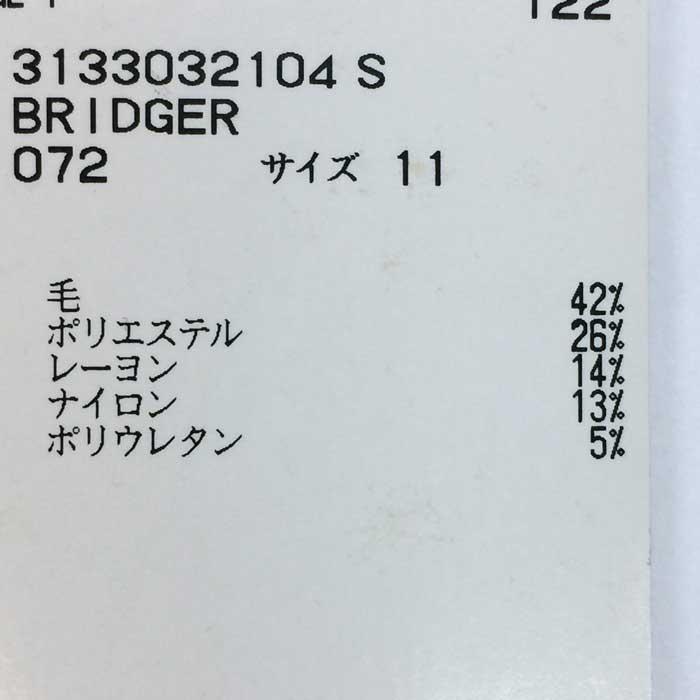 122
3133032104 S
BRIDGER
072 サイズ 11
毛 42%
ポリエステル 26%
レーヨン 14%
ナイロン 13%
ポリウレタン 5%